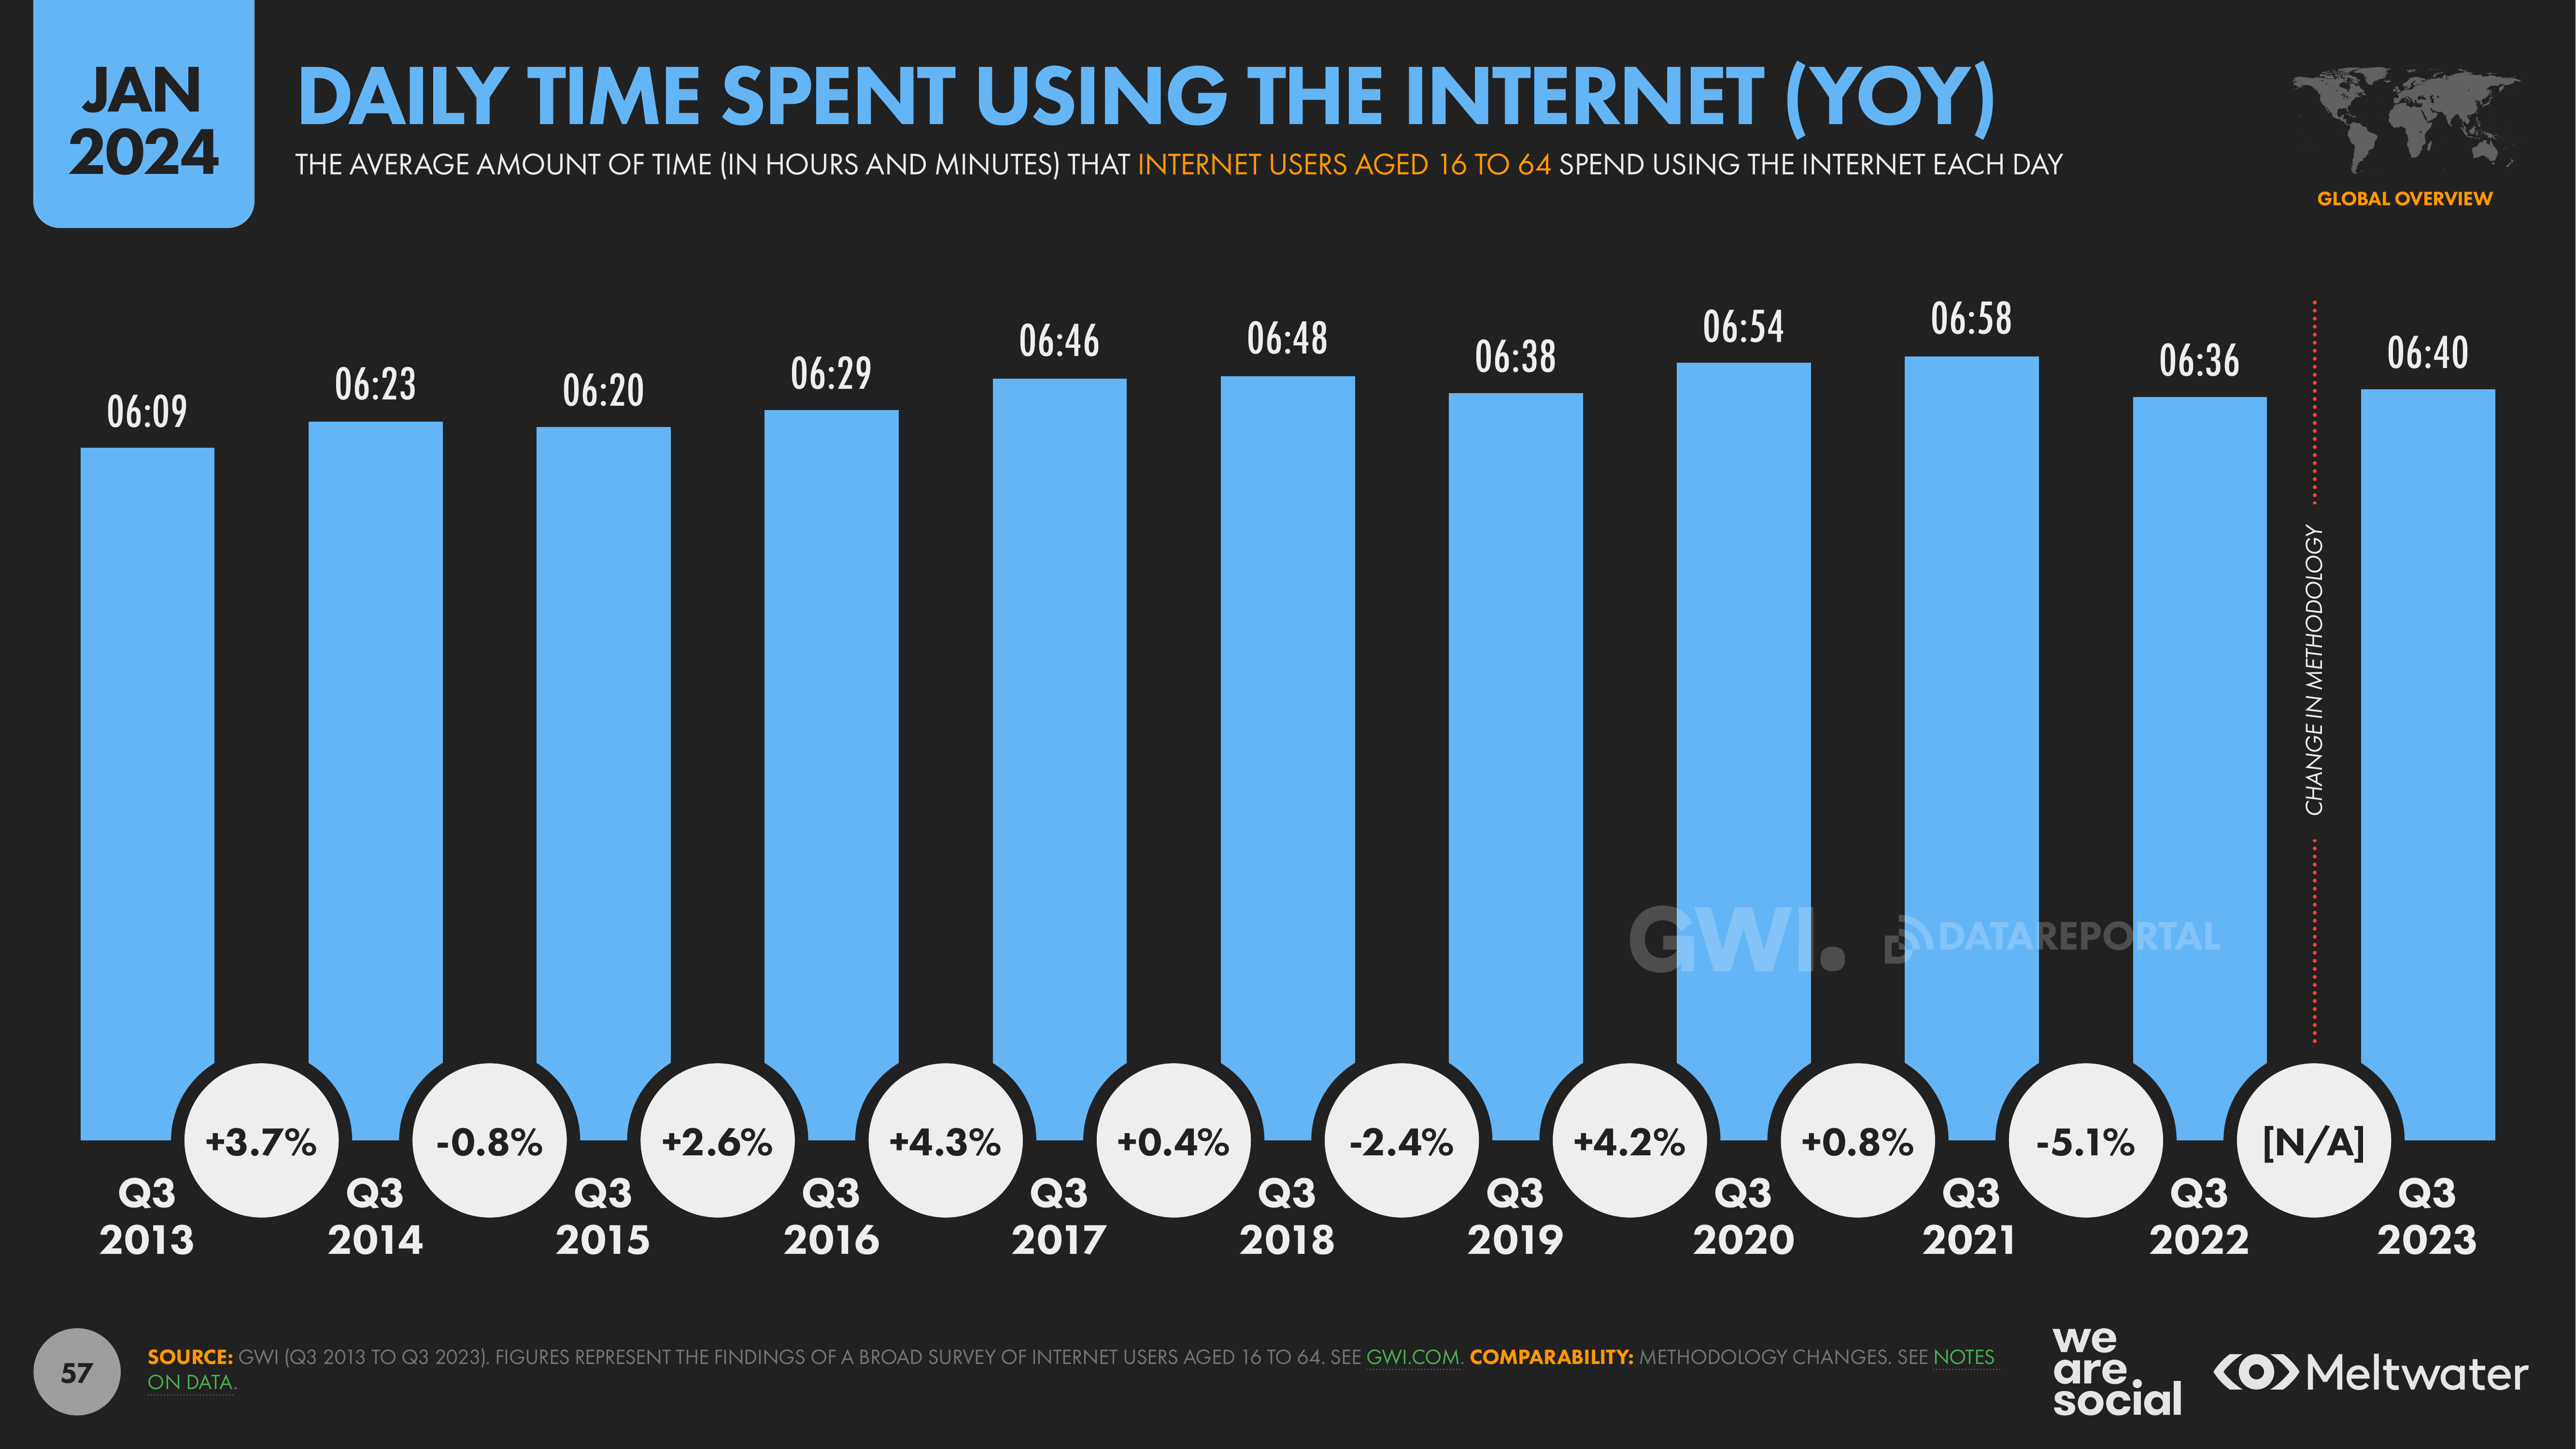 JAN
2024
DAILY TIME SPENT USING THE INTERNET (YOY)
THE AVERAGE AMOUNT OF TIME (IN HOURS AND MINUTES) THAT INTERNET USERS AGED 16 TO 64 SPEND USING THE INTERNET EACH DAY
GLOBAL OVERVIEW
06:09
06:23
06:20
06:29
06:46
06:48
06:38
06:54
06:58
06:36
06:40
CHANGE IN METHODOLOGY
GWI.
DATAREPORTAL
+3.7%
-0.8%
+2.6%
+4.3%
+0.4%
-2.4%
+4.2%
+0.8%
-5.1%
[N/A]
Q3
2013
Q3
2014
Q3
2015
Q3
2016
Q3
2017
Q3
2018
Q3
2019
Q3
2020
Q3
2021
Q3
2022
Q3
2023
57
SOURCE: GWI (Q3 2013 TO Q3 2023). FIGURES REPRESENT THE FINDINGS OF A BROAD SURVEY OF INTERNET USERS AGED 16 TO 64. SEE GWI.COM. COMPARABILITY: METHODOLOGY CHANGES. SEE NOTES
ON DATA.
we
are
social
Meltwater